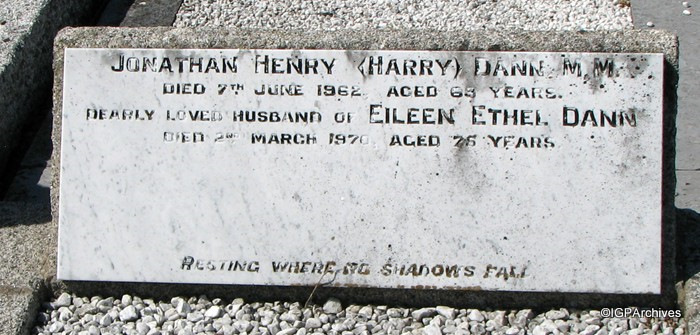 JONATHAN HENRY (HARRY) DANN M.M.
DIED 7TH JUNE 1962, AGED 69 YEARS.
DEARLY LOVED HUSBAND OF EILEEN ETHEL DANN
DIED 2ND MARCH 1970, AGED 75 YEARS
RESTING WHERE NO SHADOWS FALL
©IGPArchives